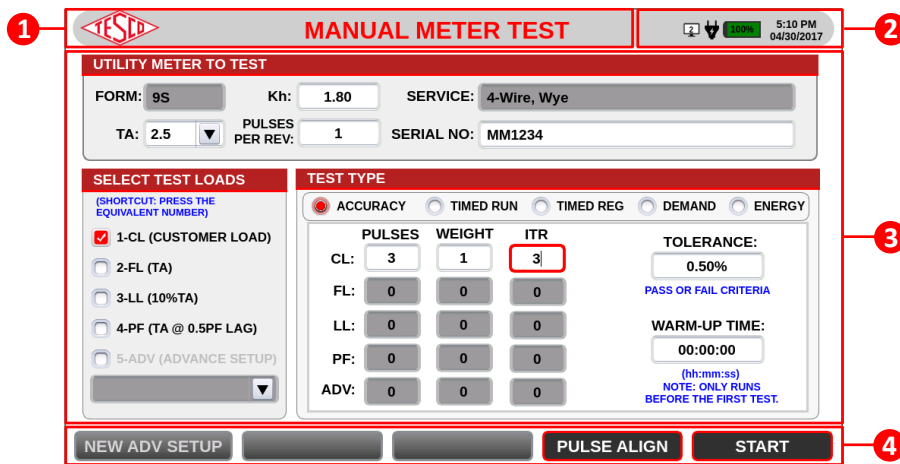 1
TESCO
MANUAL METER TEST
2
100%
5:10 PM
04/30/2017
2
UTILITY METER TO TEST
FORM: 9S Kh: 1.80 SERVICE: 4-Wire, Wye
TA: 2.5 PULSES PER REV: 1 SERIAL NO: MM1234
SELECT TEST LOADS
(SHORTCUT: PRESS THE
EQUIVALENT NUMBER)
1-CL (CUSTOMER LOAD)
2-FL (TA)
3-LL (10%TA)
4-PF (TA @ 0.5PF LAG)
5-ADV (ADVANCE SETUP)
TEST TYPE
ACCURACY TIMED RUN TIMED REG DEMAND ENERGY
PULSES WEIGHT ITR
CL: 3 1 3
FL: 0 0 0
LL: 0 0 0
PF: 0 0 0
ADV: 0 0 0
TOLERANCE:
0.50%
PASS OR FAIL CRITERIA
WARM-UP TIME:
00:00:00
(hh:mm:ss)
NOTE: ONLY RUNS
BEFORE THE FIRST TEST.
3
NEW ADV SETUP PULSE ALIGN START
4